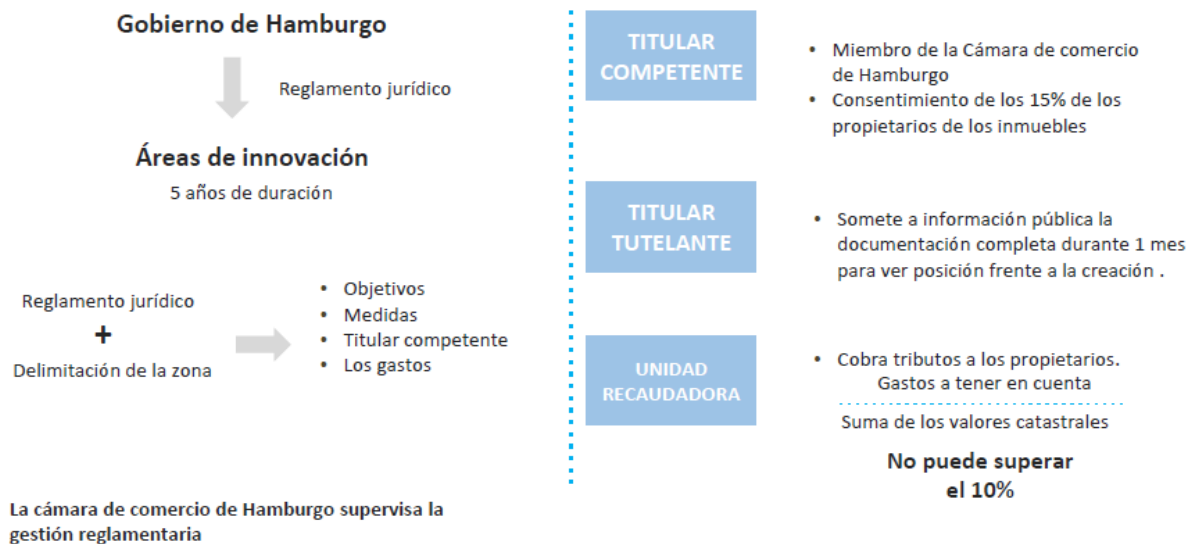 Gobierno de Hamburgo
Reglamento jurídico
Áreas de innovación
5 años de duración
Reglamento jurídico
+
Delimitación de la zona
• Objetivos
• Medidas
• Titular competente
• Los gastos
La cámara de comercio de Hamburgo supervisa la
gestión reglamentaria
TITULAR
COMPETENTE
• Miembro de la Cámara de comercio
de Hamburgo
• Consentimiento de los 15% de los
propietarios de los inmuebles
TITULAR
TUTELANTE
• Somete a información pública la
documentación completa durante 1 mes
para ver posición frente a la creación .
UNIDAD
RECAUDADORA
• Cobra tributos a los propietarios.
Gastos a tener en cuenta
Suma de los valores catastrales
No puede superar
el 10%